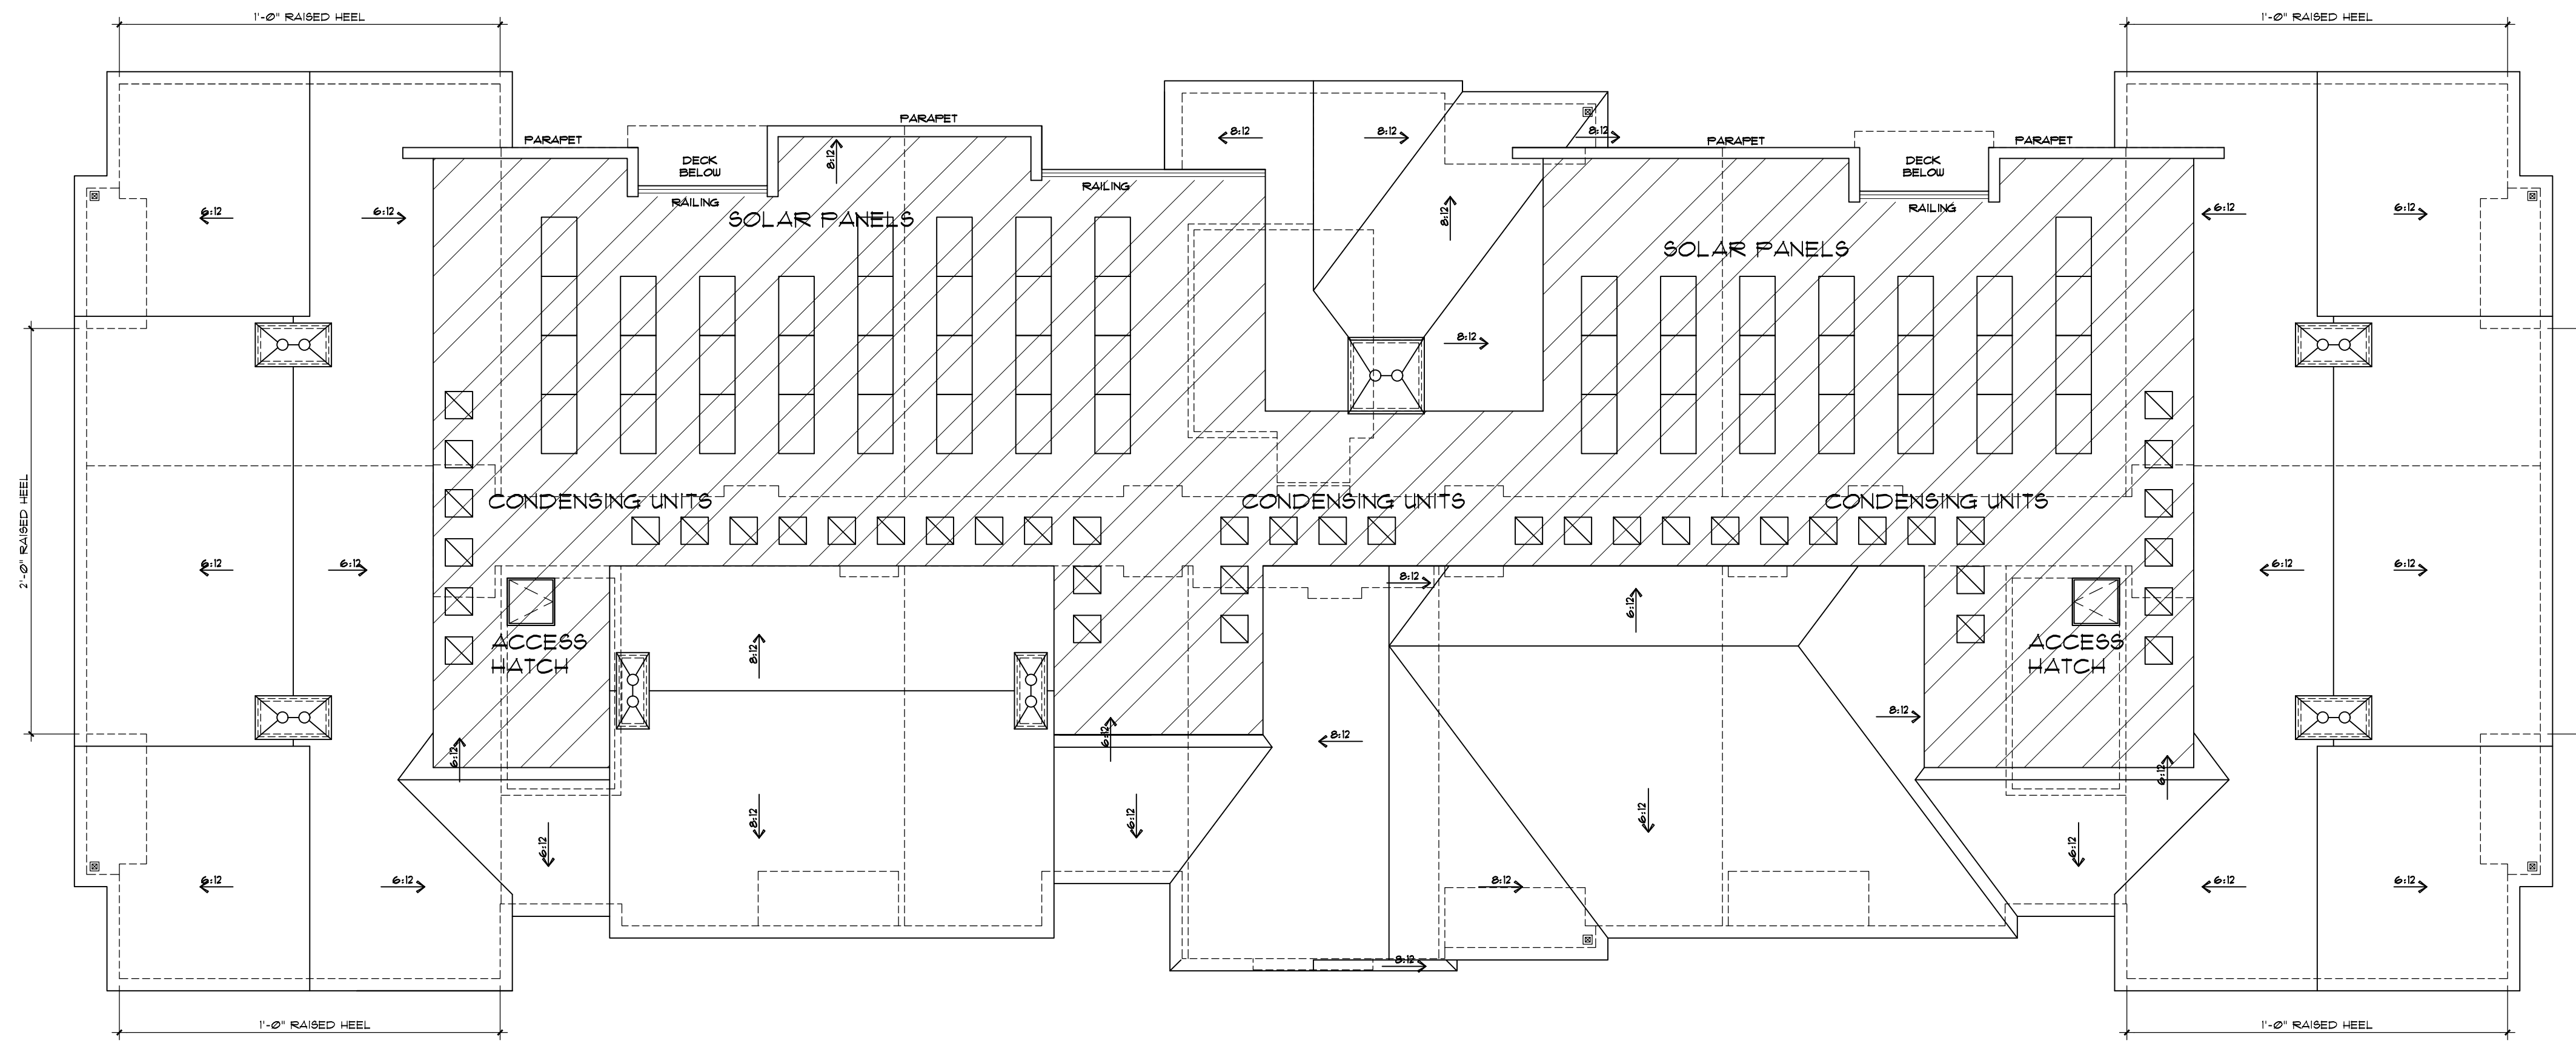 1'-0" RAISED HEEL
1'-0" RAISED HEEL
PARAPET
PARAPET
PARAPET
PARAPET
8:12
8:12
8:12
8:12
DECK
BELOW
DECK
BELOW
RAILING
RAILING
RAILING
6:12
6:12
SOLAR PANELS
8:12
6:12
6:12
SOLAR PANELS
8:12
2'-0" RAISED HEEL
CONDENSING UNITS
CONDENSING UNITS
CONDENSING UNITS
6:12
6:12
8:12
6:12
6:12
6:12
ACCESS
HATCH
8:12
ACCESS
HATCH
8:12
6:12
6:12
8:12
6:12
6:12
8:12
6:12
6:12
6:12
6:12
6:12
8:12
6:12
6:12
8:12
1'-0" RAISED HEEL
1'-0" RAISED HEEL